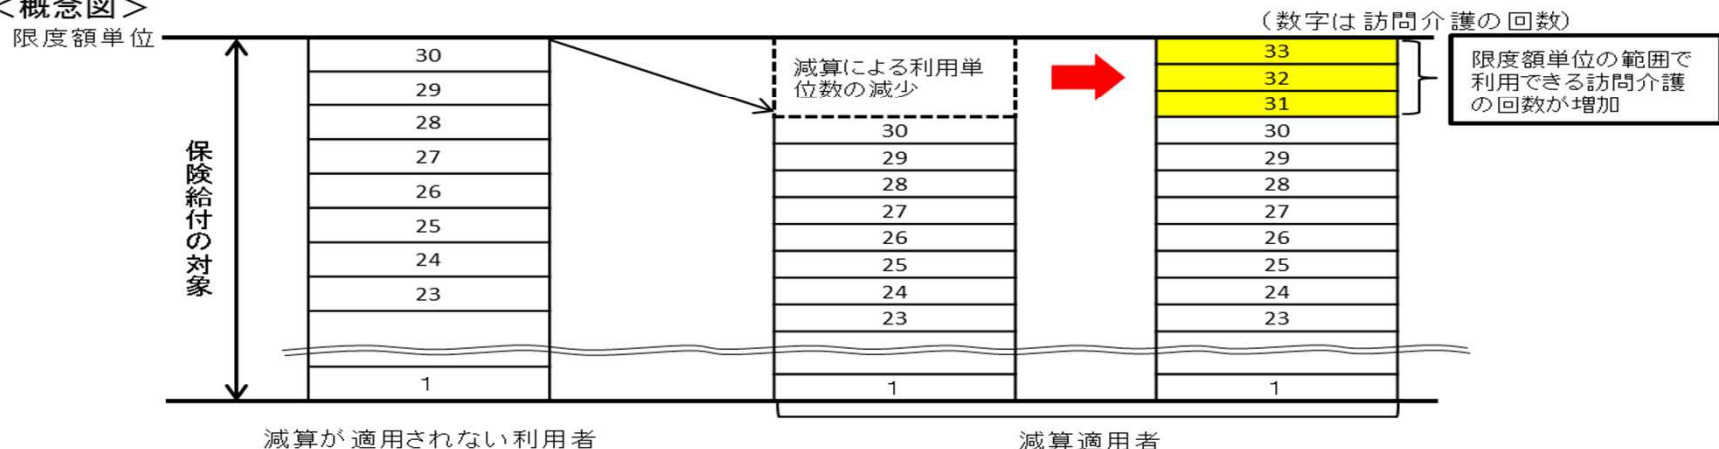 ＜概念図＞
限度額単位
（数字は訪問介護の回数）
保険給付の対象
30
29
28
27
26
25
24
23
1
減算による利用単
位数の減少
30
29
28
27
26
25
24
23
1
33
32
31
30
29
28
27
26
25
24
23
1
限度額単位の範囲で
利用できる訪問介護
の回数が増加
減算が適用されない利用者
減算適用者